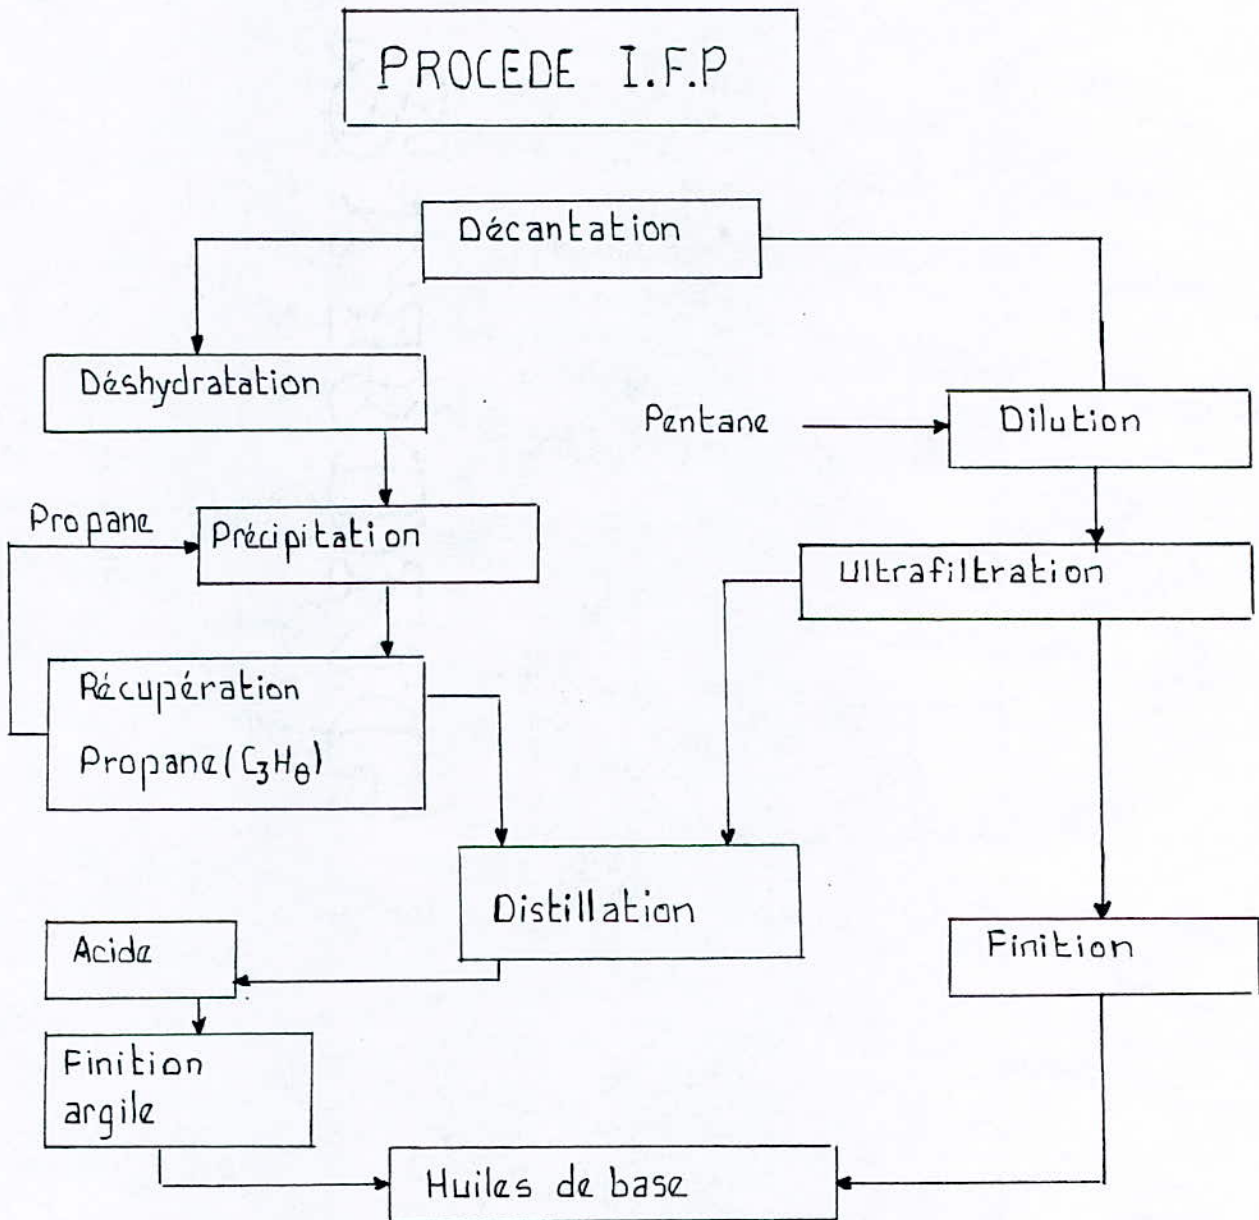 PROCEDE I.F.P
Décantation
Déshydratation
Pentane
Dilution
Propane
Précipitation
Ultrafiltration
Récupération
Propane (C₃H₈)
Distillation
Acide
Finition
Finition
argile
Huiles de base